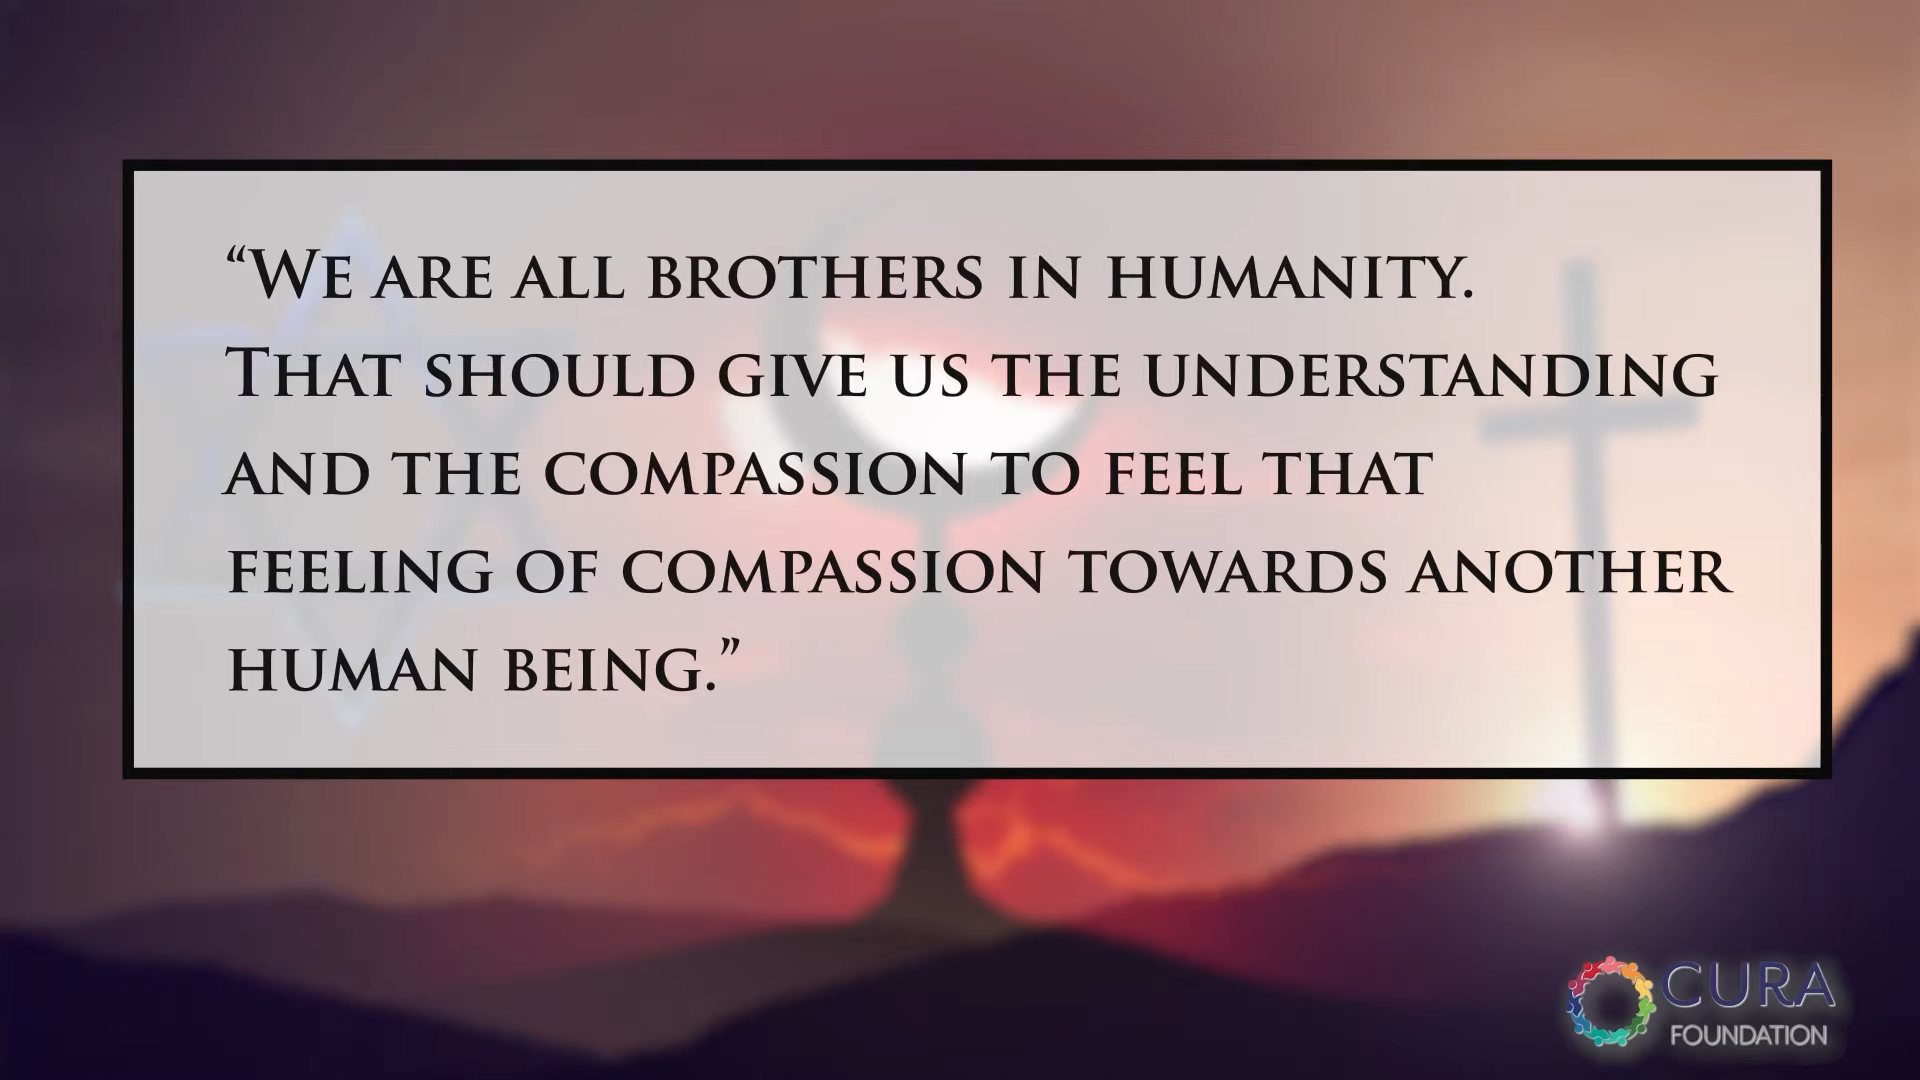 “We are all brothers in humanity.
That should give us the understanding
and the compassion to feel that
feeling of compassion towards another
human being.”
CURA
FOUNDATION